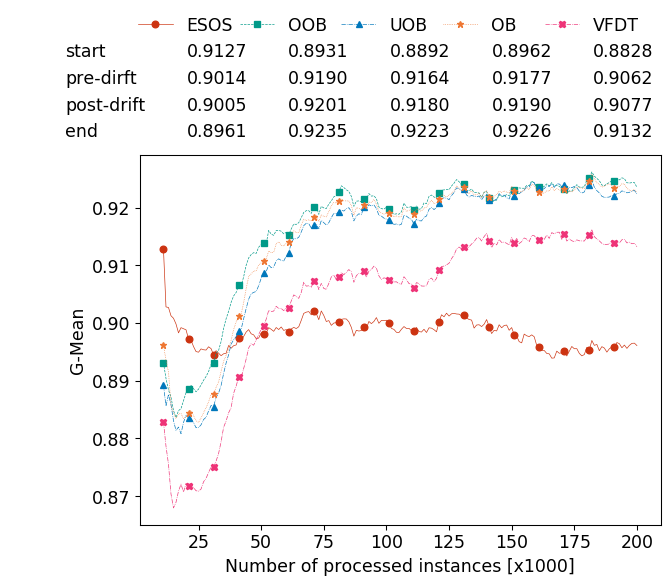 ESOS OOB UOB OB VFDT
start 0.9127 0.8931 0.8892 0.8962 0.8828
pre-dirft 0.9014 0.9190 0.9164 0.9177 0.9062
post-drift 0.9005 0.9201 0.9180 0.9190 0.9077
end 0.8961 0.9235 0.9223 0.9226 0.9132
G-Mean
0.92
0.91
0.90
0.89
0.88
0.87
25 50 75 100 125 150 175 200
Number of processed instances [x1000]